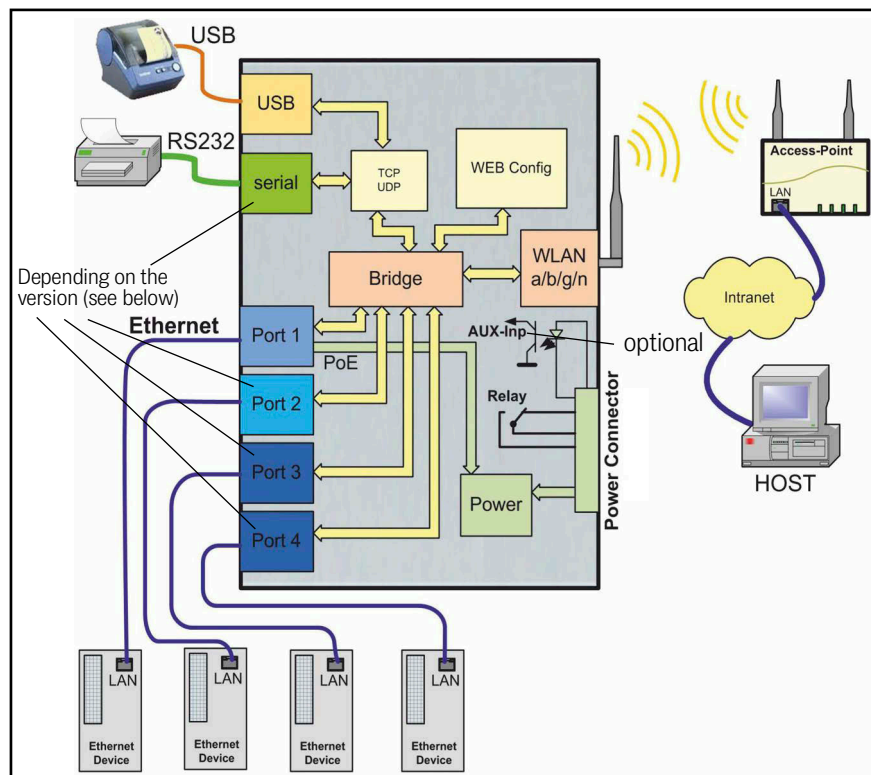 USB
RS232
USB
serial
TCP
UDP
WEB Config
Bridge
WLAN
a/b/g/n
Access-Point
LAN
Intranet
HOST
Depending on the
version (see below)
Ethernet
Port 1
PoE
Port 2
Port 3
Port 4
AUX-Inp
optional
Relay
Power
Power Connector
LAN
Ethernet
Device
LAN
Ethernet
Device
LAN
Ethernet
Device
LAN
Ethernet
Device